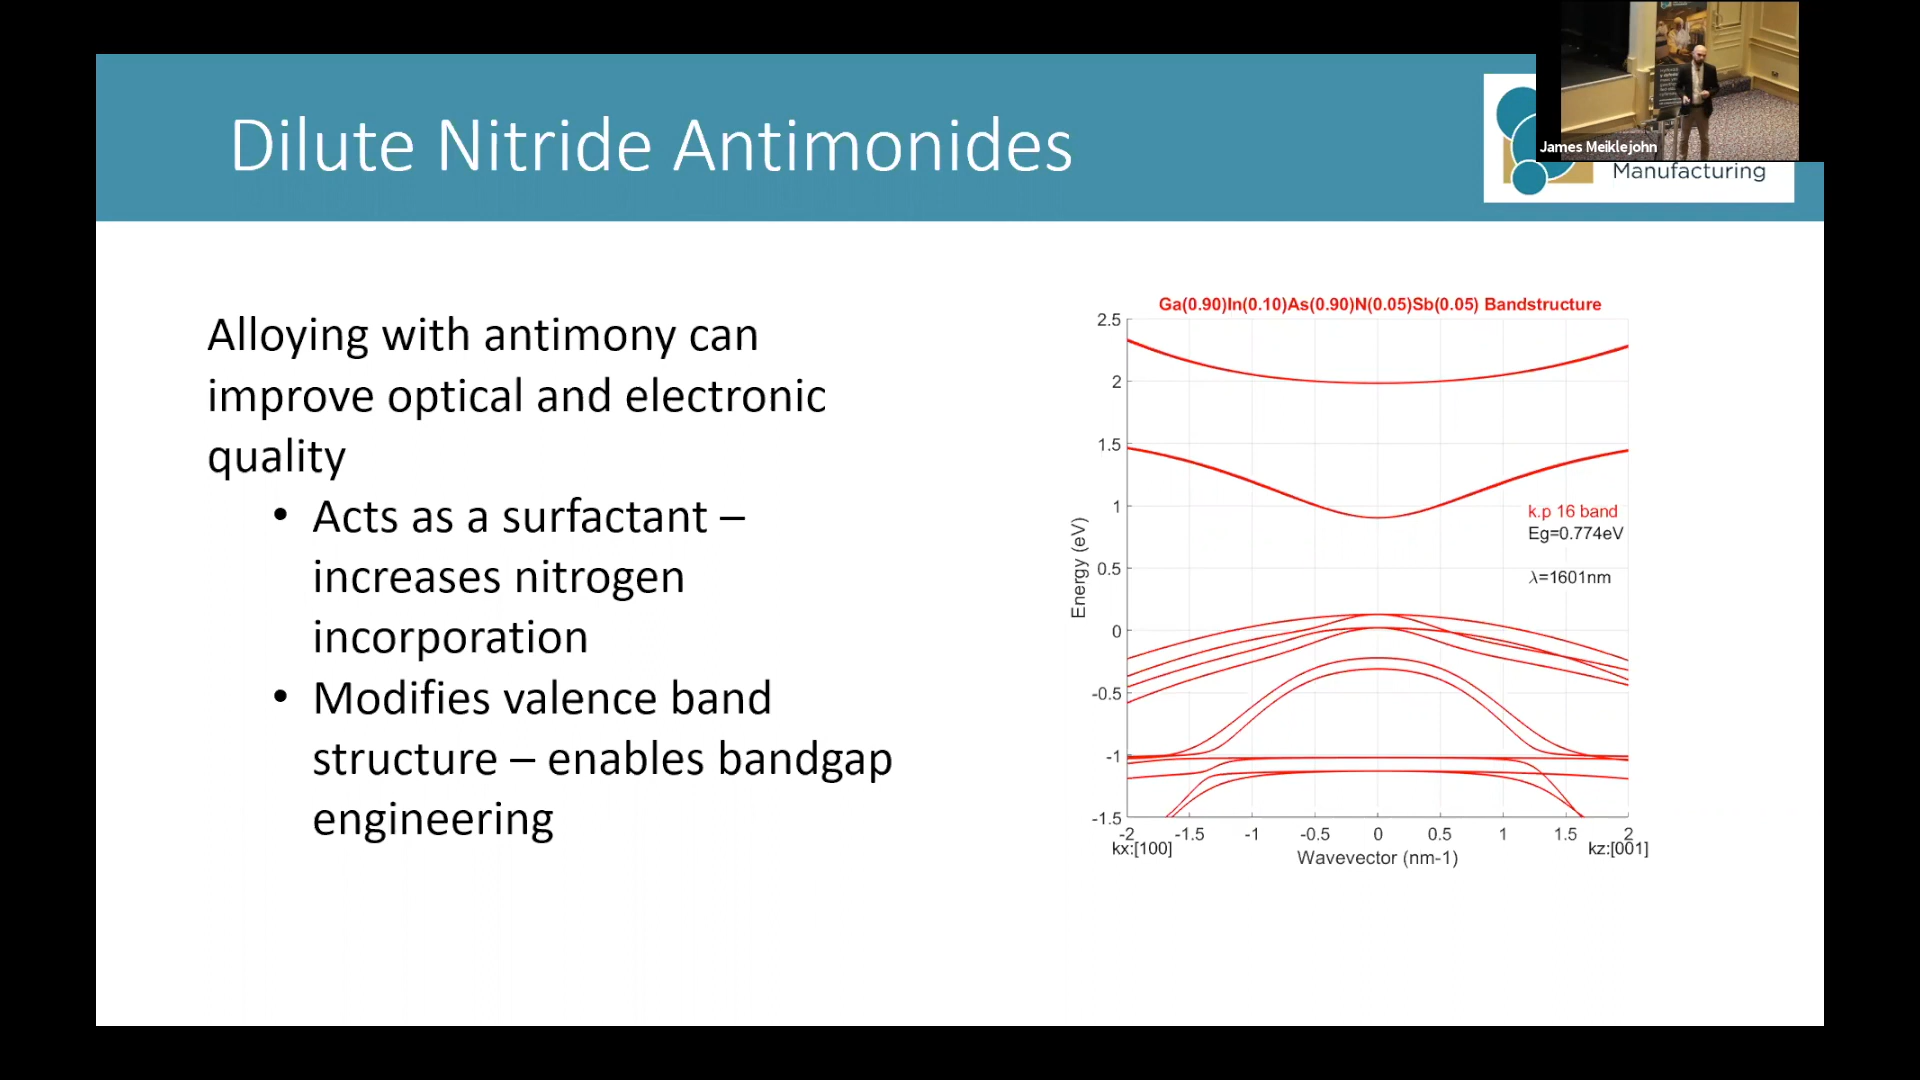 Dilute Nitride Antimonides
James Meiklejohn
Manufacturing
Alloying with antimony can
improve optical and electronic
quality
• Acts as a surfactant –
increases nitrogen
incorporation
• Modifies valence band
structure – enables bandgap
engineering
Ga(0.90)In(0.10)As(0.90)N(0.05)Sb(0.05) Bandstructure
2.5
2
1.5
1
0.5
0
-0.5
-1
-1.5
Energy (eV)
k.p 16 band
Eg=0.774eV
λ=1601nm
-2 -1.5 -1 -0.5 0 0.5 1 1.5 2
kx:[100] kz:[001]
Wavevector (nm-1)